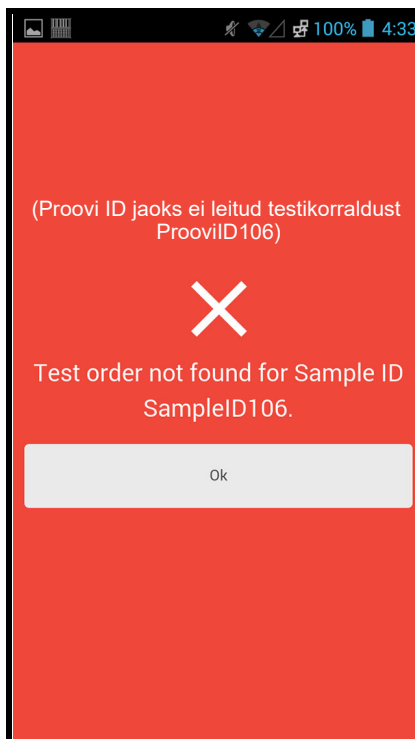 100% 4:33
(Proovi ID jaoks ei leitud testikorraldust
ProoviID106)
Test order not found for Sample ID
SampleID106.
Ok